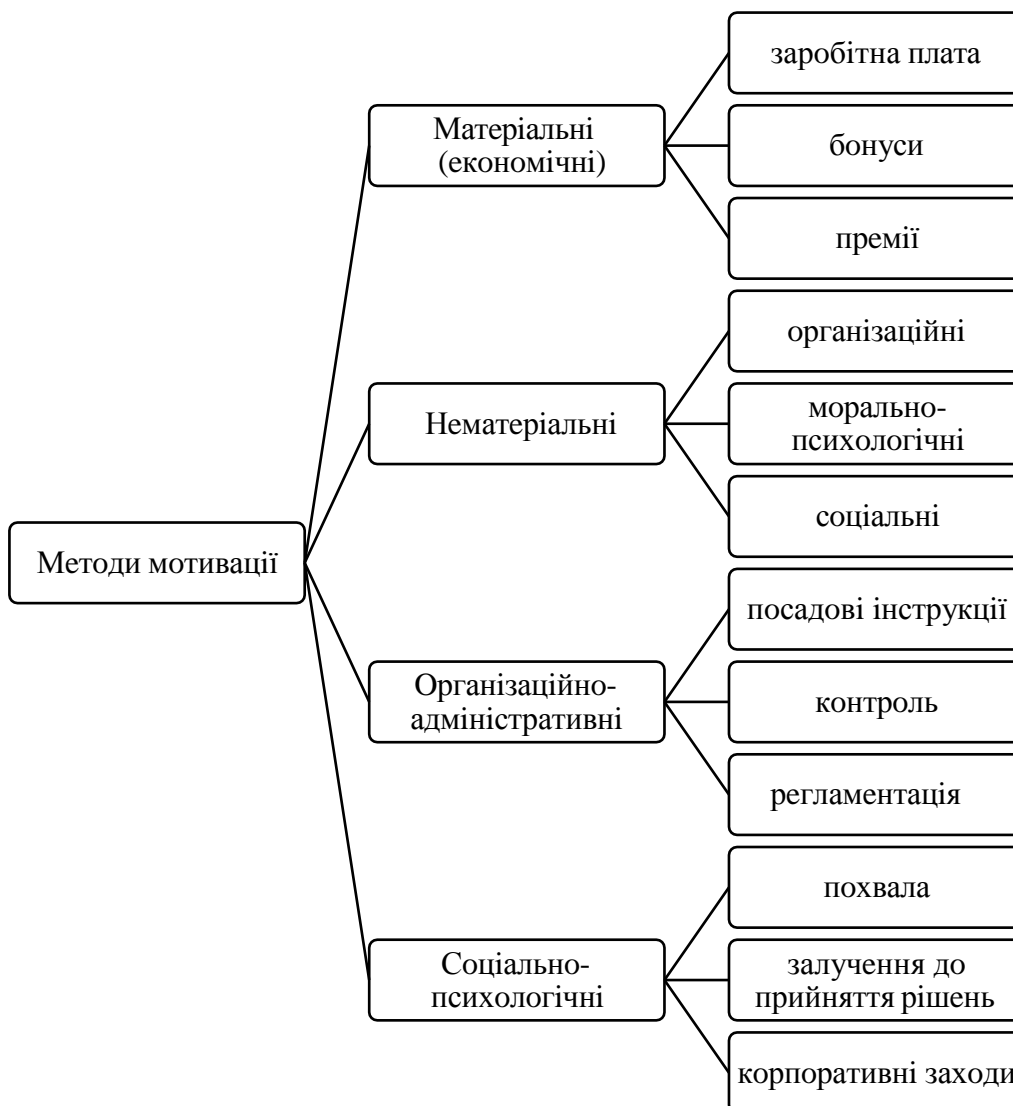 Методи мотивації
Матеріальні
(економічні)
заробітна плата
бонуси
премії
Нематеріальні
організаційні
морально-
психологічні
соціальні
Організаційно-
адміністративні
посадові інструкції
контроль
регламентація
Соціально-
психологічні
похвала
залучення до
прийняття рішень
корпоративні заходи